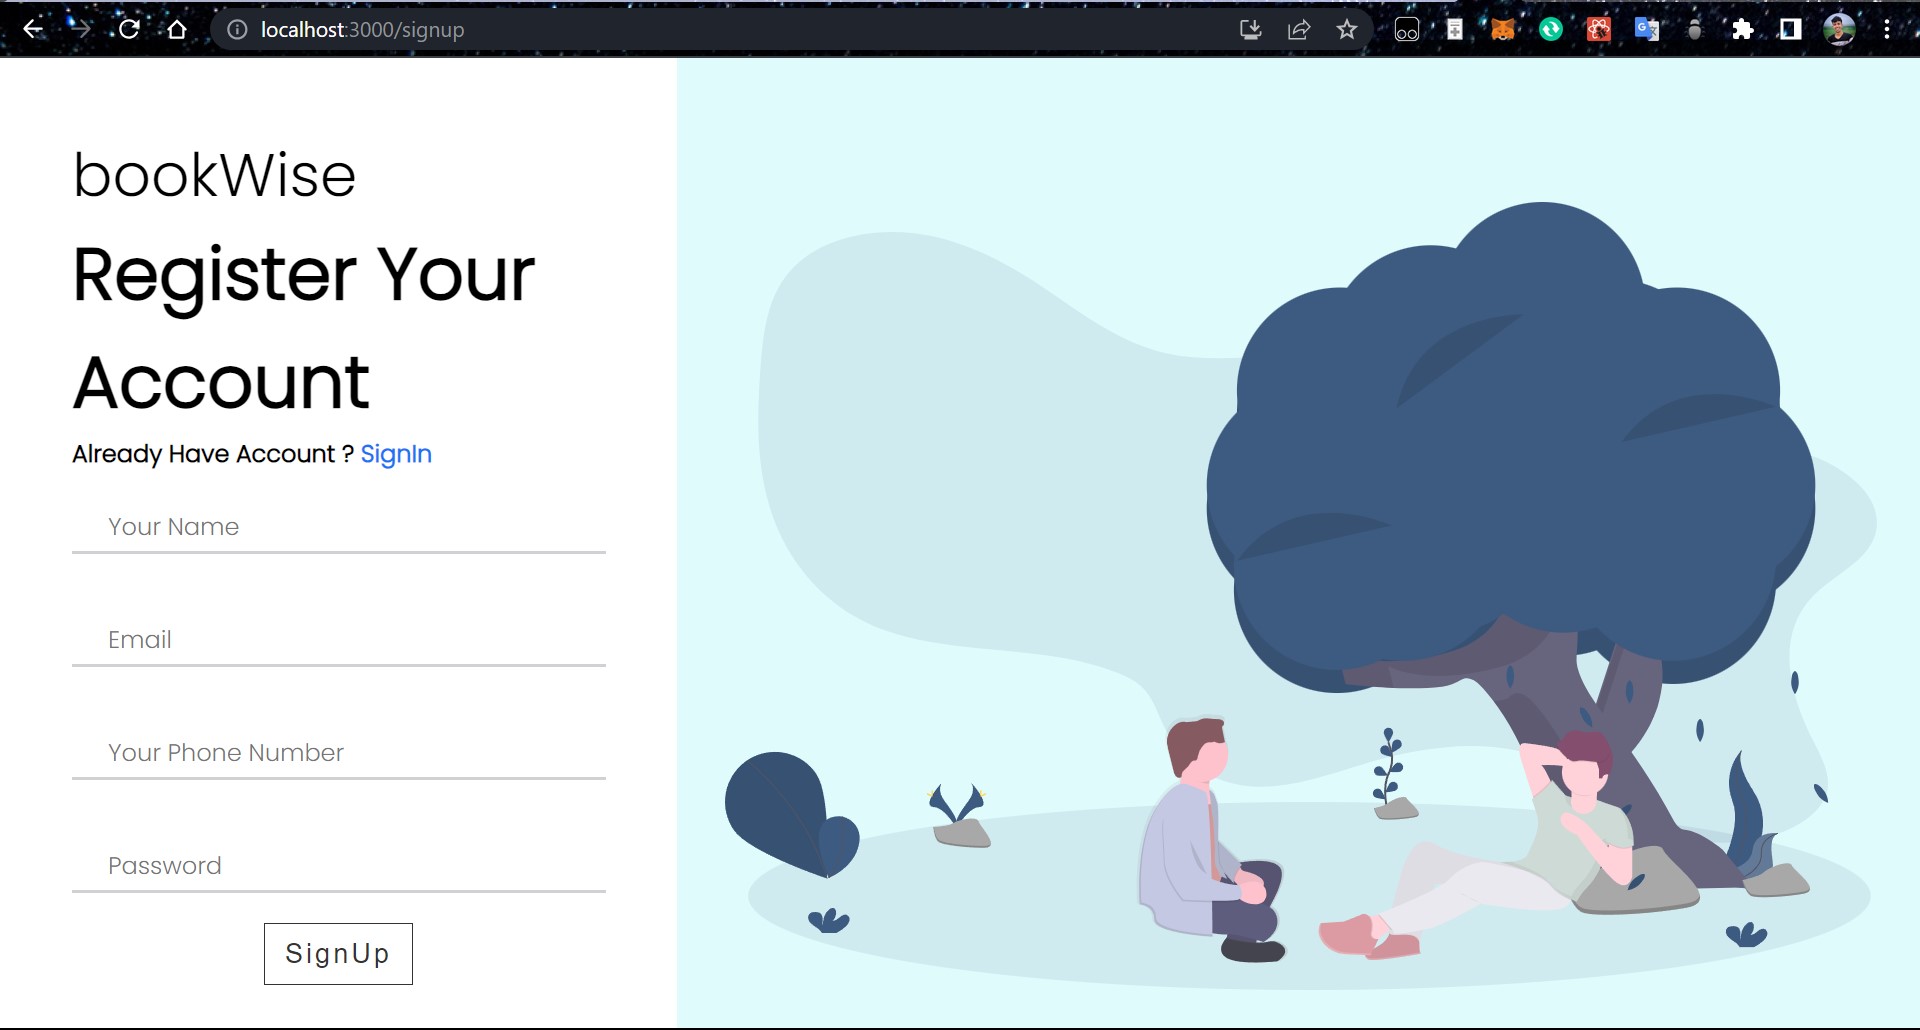 localhost:3000/signup
bookWise
Register Your
Account
Already Have Account ? SignIn
Your Name
Email
Your Phone Number
Password
SignUp